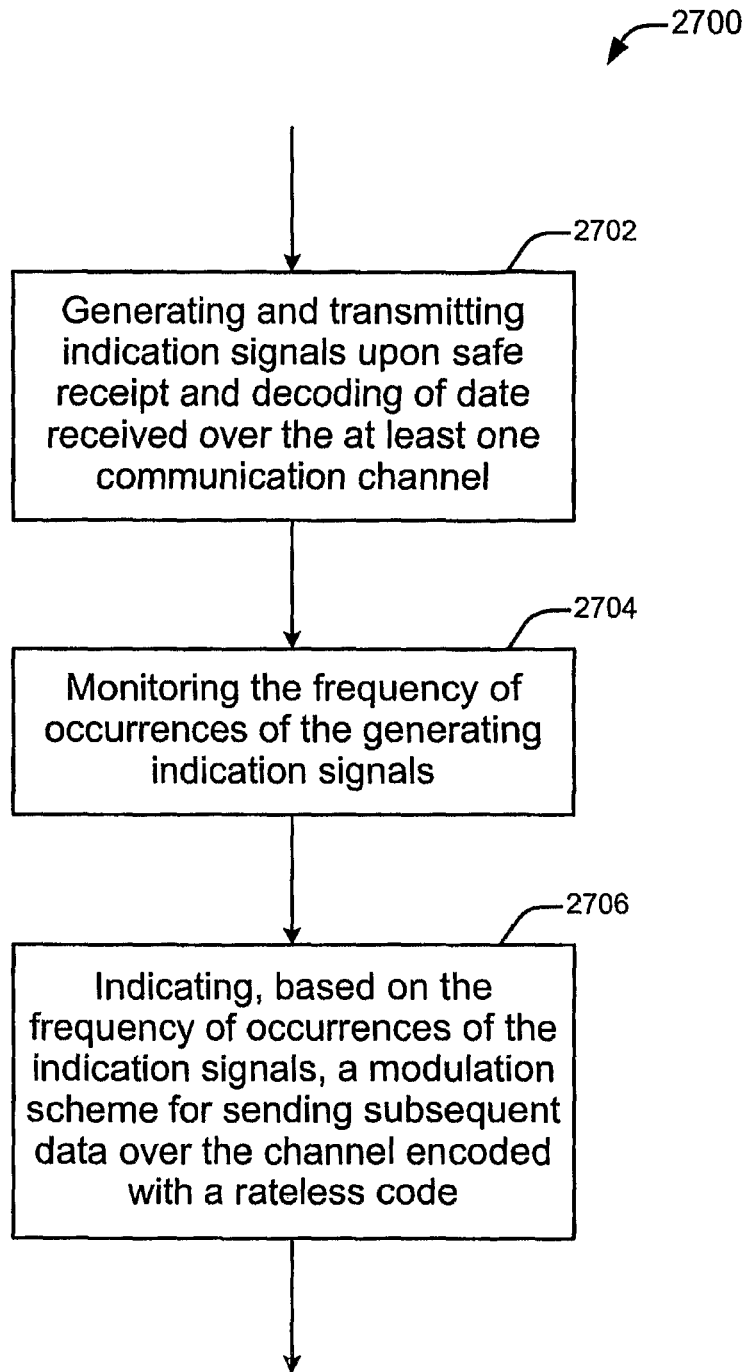 2700
2702
Generating and transmitting
indication signals upon safe
receipt and decoding of date
received over the at least one
communication channel
2704
Monitoring the frequency of
occurrences of the generating
indication signals
2706
Indicating, based on the
frequency of occurrences of the
indication signals, a modulation
scheme for sending subsequent
data over the channel encoded
with a rateless code